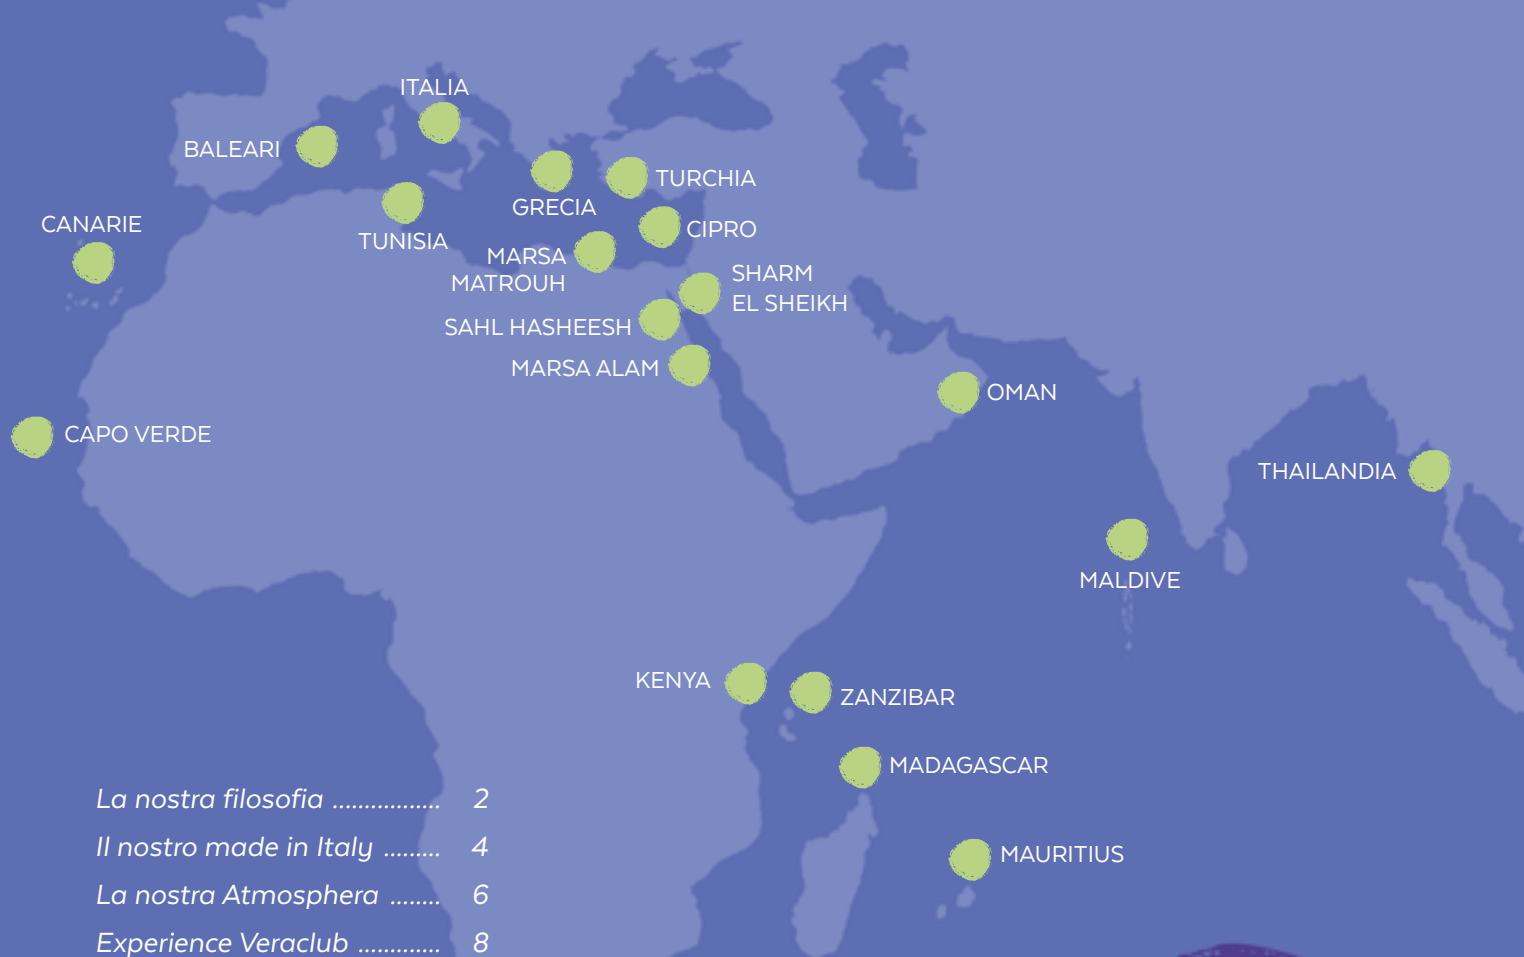 ITALIA
BALEARI
TURCHIA
GRECIA
CANARIE
CIPRO
TUNISIA
MARSA
MATROUH
SHARM
EL SHEIKH
SAHL HASHEESH
MARSA ALAM
OMAN
CAPO VERDE
THAILANDIA
MALDIVE
KENYA
ZANZIBAR
MADAGASCAR
MAURITIUS
La nostra filosofia ................. 2
Il nostro made in Italy ......... 4
La nostra Atmosphera ........ 6
Experience Veraclub ............. 8